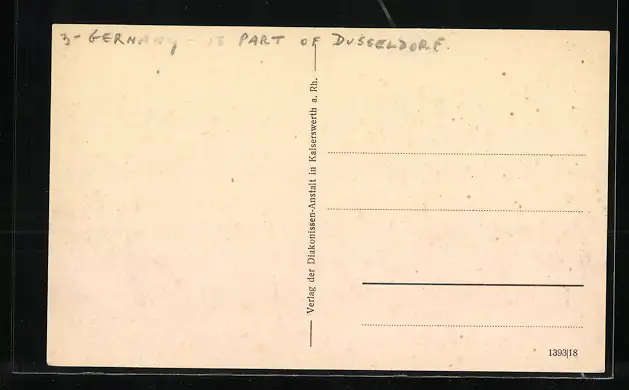 3- GERMANY - IS PART OF DUSSELDORF.
Verlag der Diakonissen-Anstalt in Kaiserswerth a. Rh.
1393|18